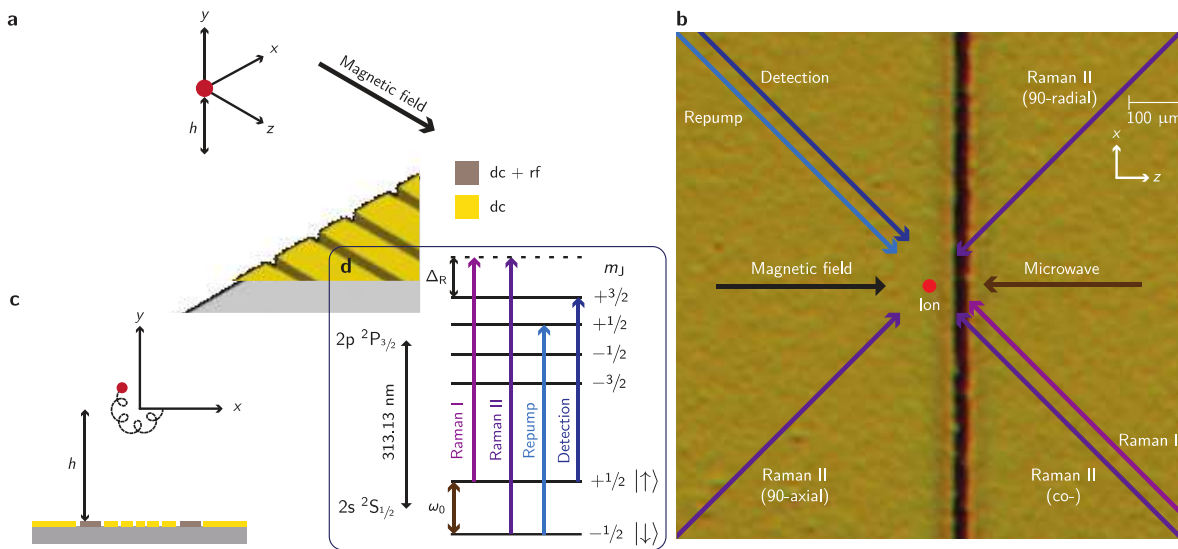 a
y
x
z
h
Magnetic field
dc + rf
dc
b
Detection
Repump
Raman II
(90-radial)
100 μm
x
z
Magnetic field
Microwave
Ion
Raman II
(90-axial)
Raman II
(co-)
Raman I
c
y
x
h
d
Δ_R
m_J
+3/2
+1/2
2p ²P_3/2
−1/2
−3/2
313.13 nm
Raman I
Raman II
Repump
Detection
+1/2 |↑⟩
2s ²S_1/2
ω₀
−1/2 |↓⟩